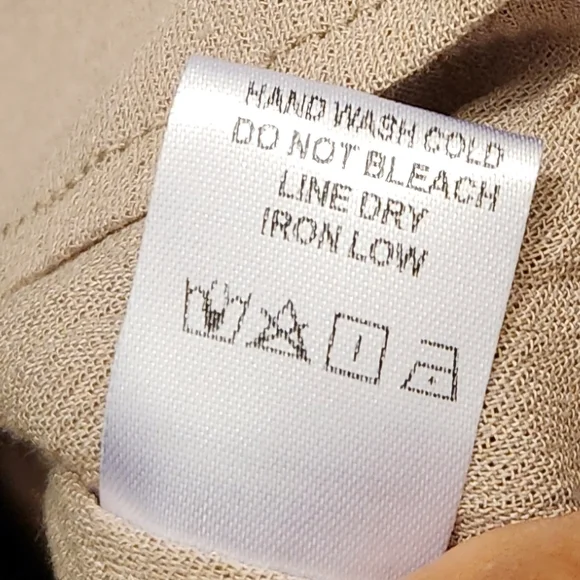 HAND WASH COLD
DO NOT BLEACH
LINE DRY
IRON LOW